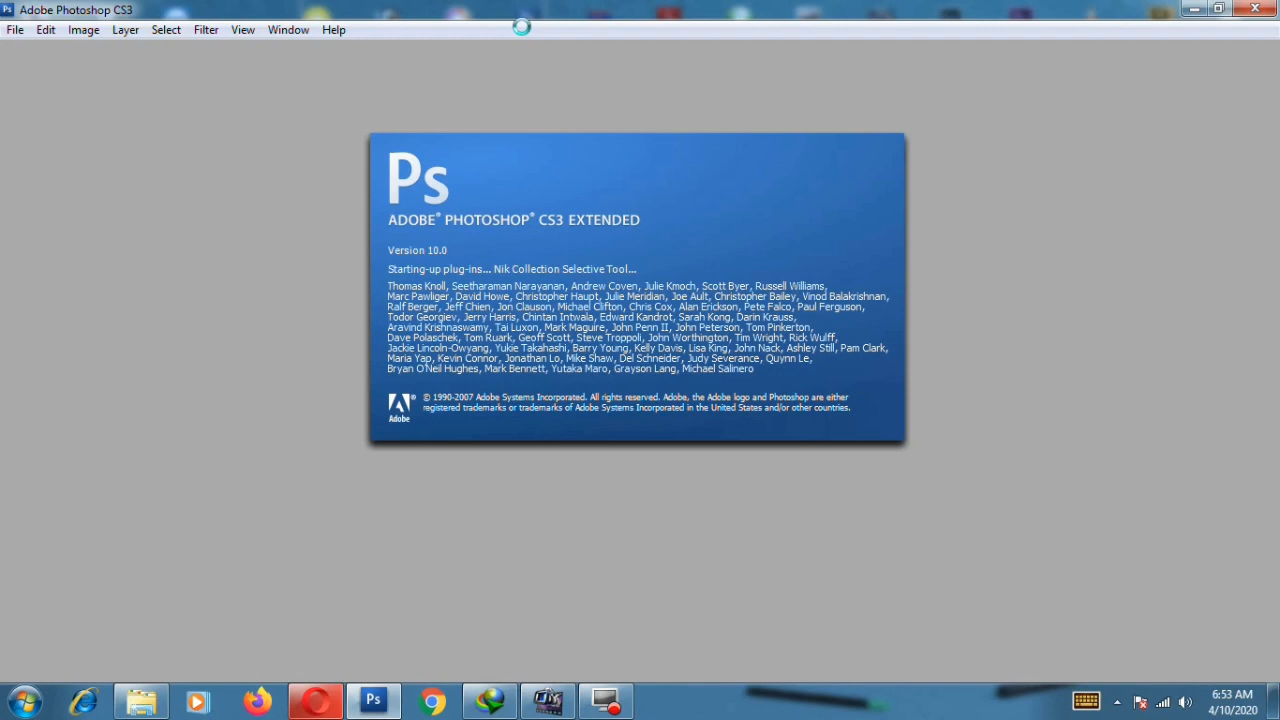 Adobe Photoshop CS3
File Edit Image Layer Select Filter View Window Help
Ps
ADOBE® PHOTOSHOP® CS3 EXTENDED
Version 10.0
Starting-up plug-ins... Nik Collection Selective Tool...
Thomas Knoll, Seetharaman Narayanan, Andrew Coven, Julie Kmoch, Scott Byer, Russell Williams,
Marc Pawliger, David Howe, Christopher Haupt, Julie Meridian, Joe Ault, Christopher Bailey, Vinod Balakrishnan,
Ralf Berger, Jeff Chien, Jon Clauson, Michael Clifton, Chris Cox, Alan Erickson, Pete Falco, Paul Ferguson,
Todor Georgiev, Jerry Harris, Chintan Intwala, Edward Kandrot, Sarah Kong, Darin Krauss,
Aravind Krishnaswamy, Tai Luxon, Mark Maguire, John Penn II, John Peterson, Tom Pinkerton,
Dave Polaschek, Tom Ruark, Geoff Scott, Steve Troppoli, John Worthington, Tim Wright, Rick Wulff,
Jackie Lincoln-Owyang, Yukie Takahashi, Barry Young, Kelly Davis, Lisa King, John Nack, Ashley Still, Pam Clark,
Maria Yap, Kevin Connor, Jonathan Lo, Mike Shaw, Del Schneider, Judy Severance, Quynn Le,
Bryan O'Neil Hughes, Mark Bennett, Yutaka Maro, Grayson Lang, Michael Salinero
© 1990-2007 Adobe Systems Incorporated. All rights reserved. Adobe, the Adobe logo and Photoshop are either
registered trademarks or trademarks of Adobe Systems Incorporated in the United States and/or other countries.
Adobe
Ps
6:53 AM
4/10/2020